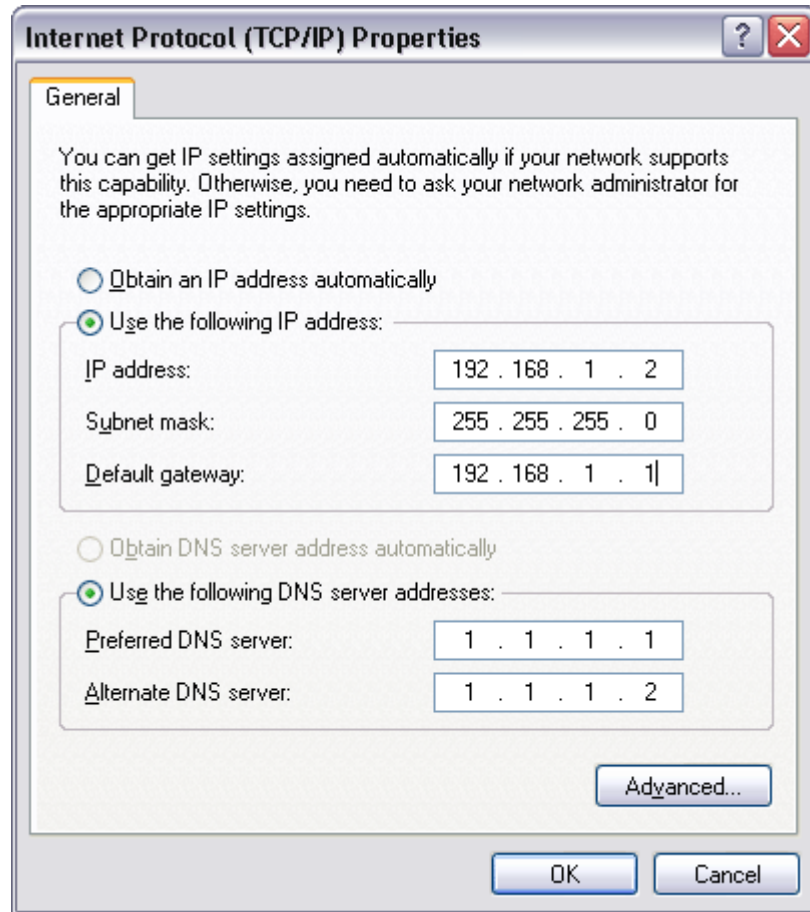 Internet Protocol (TCP/IP) Properties
General
You can get IP settings assigned automatically if your network supports
this capability. Otherwise, you need to ask your network administrator for
the appropriate IP settings.
Obtain an IP address automatically
Use the following IP address:
IP address: 192 . 168 . 1 . 2
Subnet mask: 255 . 255 . 255 . 0
Default gateway: 192 . 168 . 1 . 1
Obtain DNS server address automatically
Use the following DNS server addresses:
Preferred DNS server: 1 . 1 . 1 . 1
Alternate DNS server: 1 . 1 . 1 . 2
Advanced...
OK Cancel